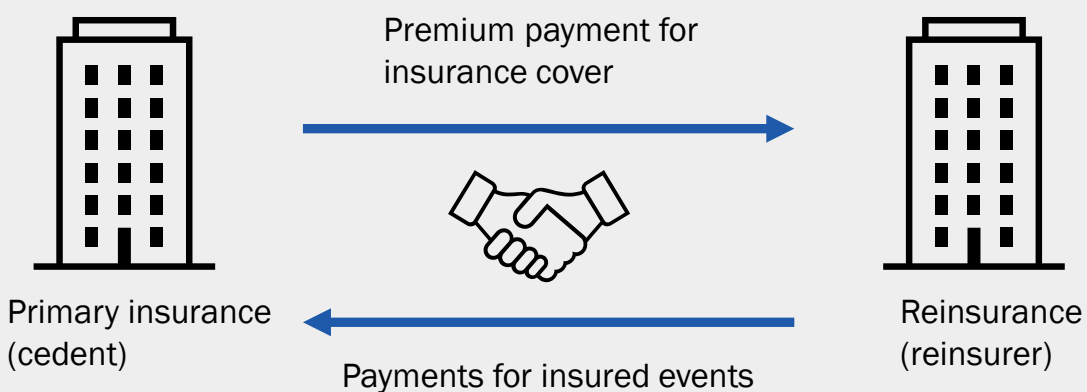 Premium payment for
insurance cover
Primary insurance
(cedent)
Reinsurance
(reinsurer)
Payments for insured events